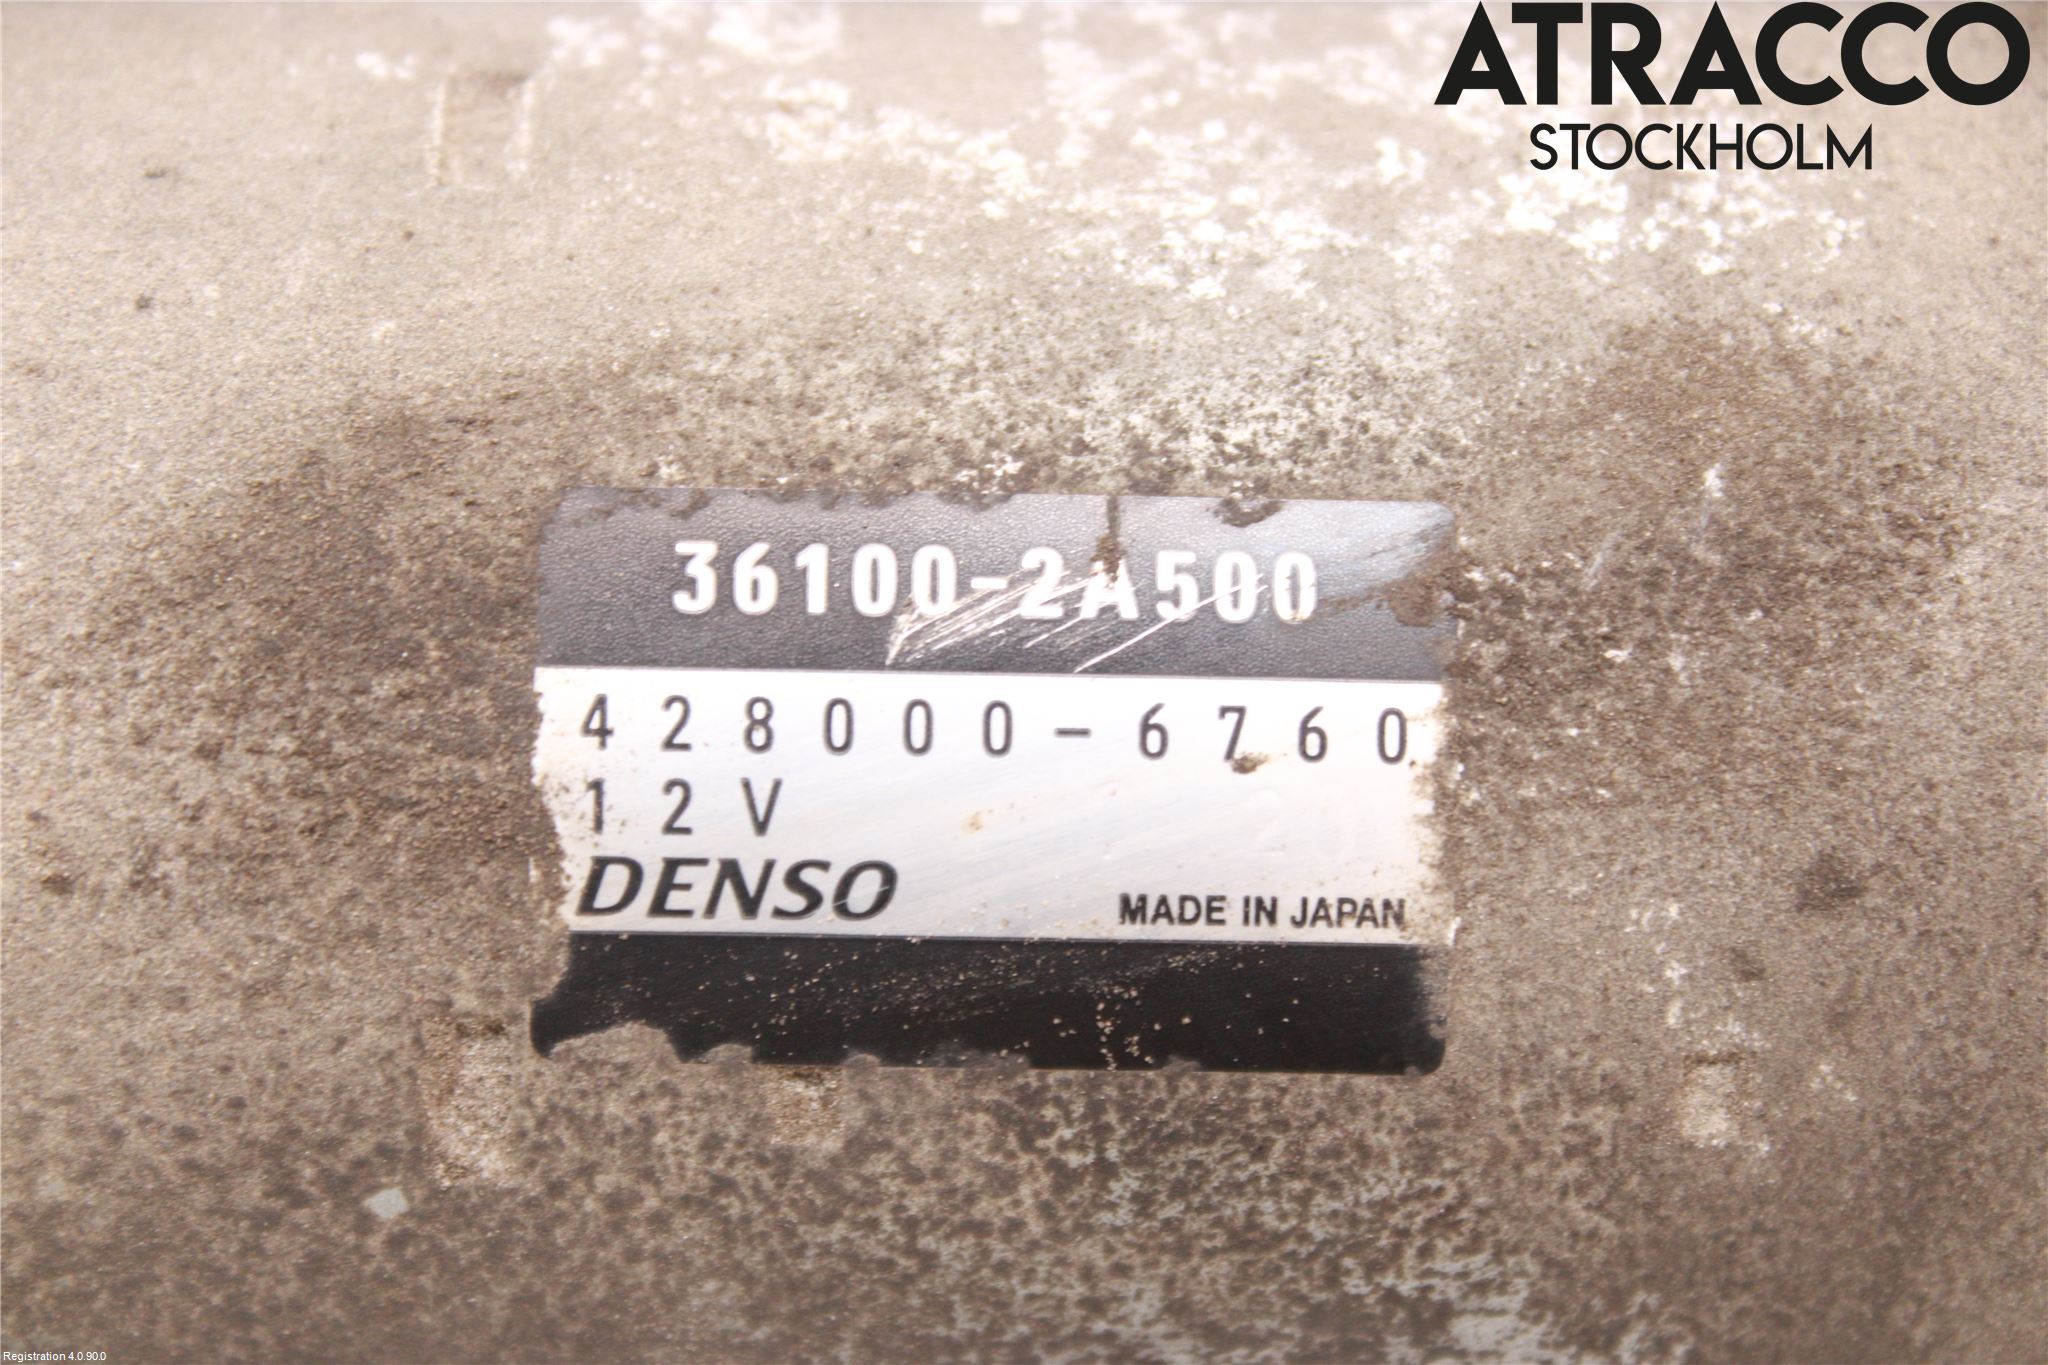 ATRACCO
STOCKHOLM
36100-2A500
428000-6760
12V
DENSO
MADE IN JAPAN
Registration 4.0.90.0